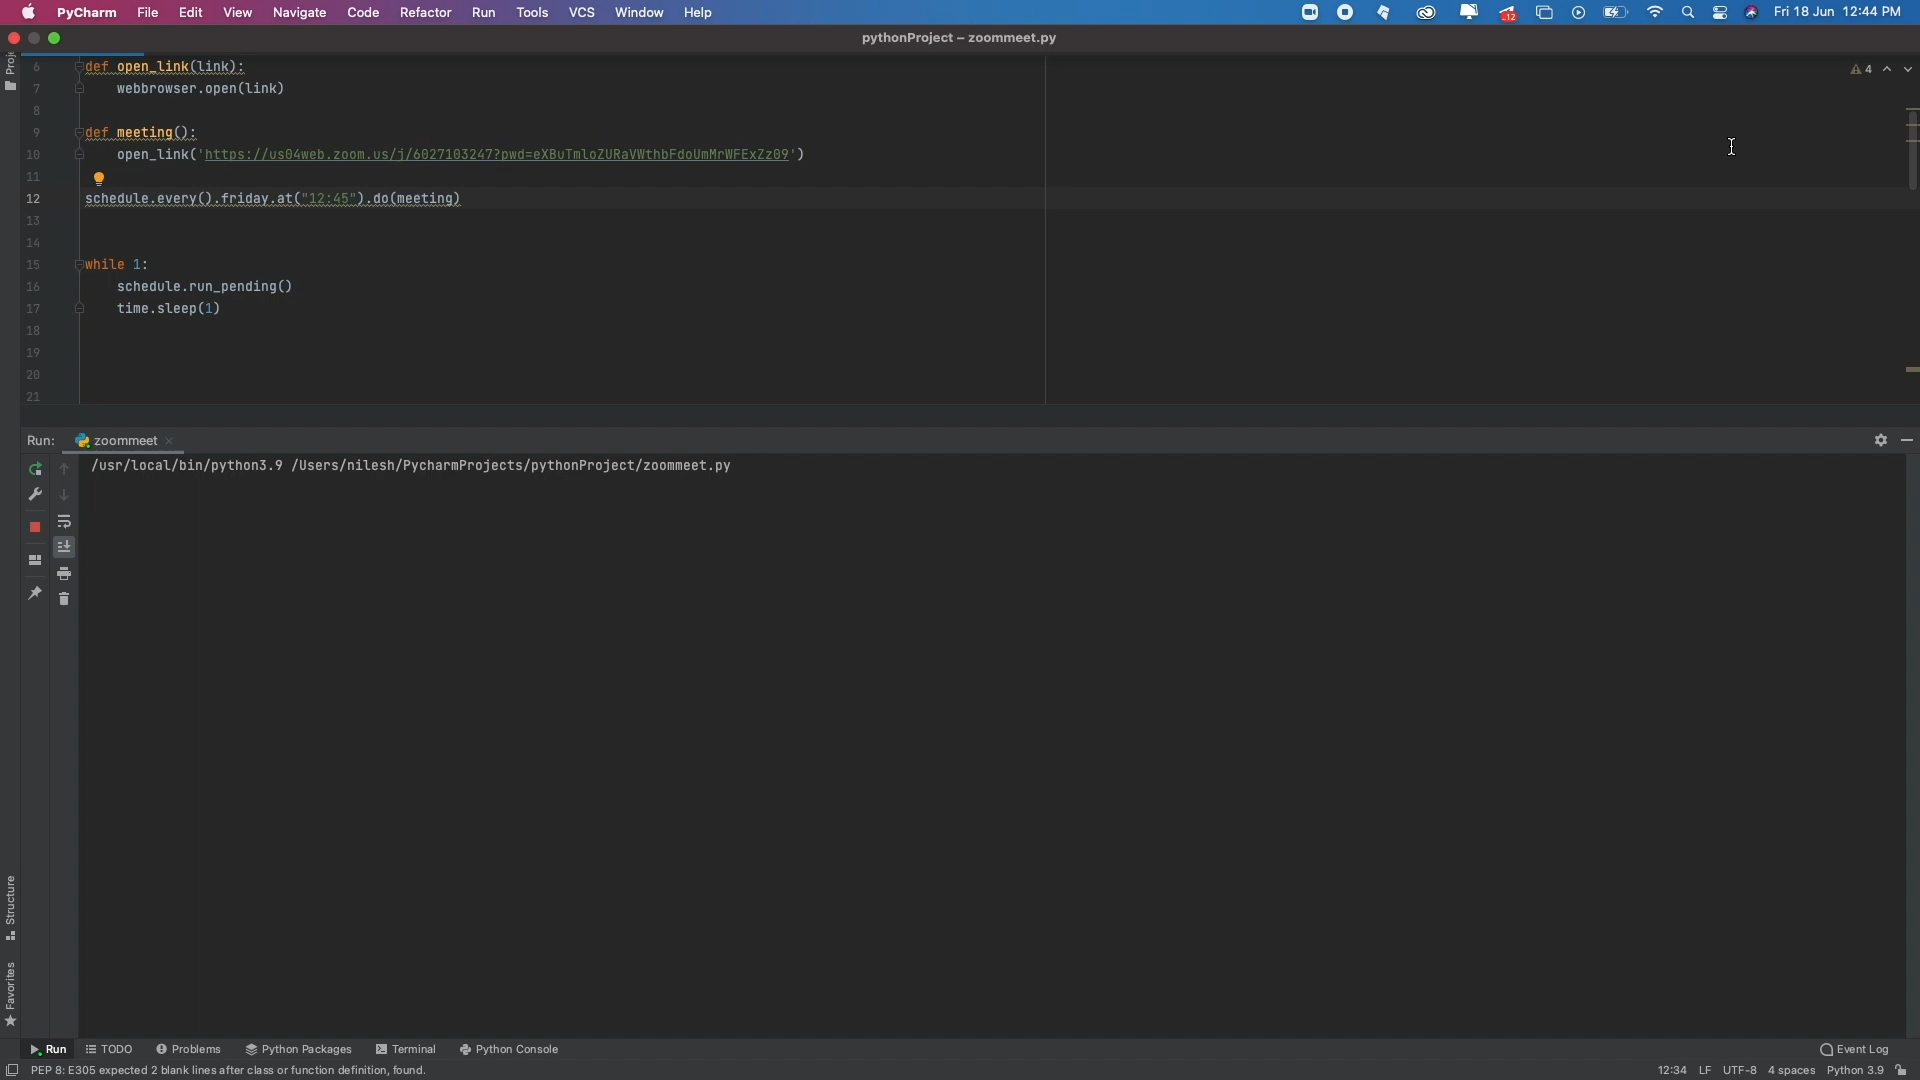 PyCharm File Edit View Navigate Code Refactor Run Tools VCS Window Help 12 Fri 18 Jun 12:44 PM
pythonProject – zoommeet.py
6 def open_link(link): 4
7 webbrowser.open(link)
8
9 def meeting():
10 open_link('https://us04web.zoom.us/j/6027103247?pwd=eXBuTmloZURaVWthbFdoUmMrWFExZz09')
11
12 schedule.every().friday.at("12:45").do(meeting)
13
14
15 while 1:
16 schedule.run_pending()
17 time.sleep(1)
18
19
20
21
Run: zoommeet
/usr/local/bin/python3.9 /Users/nilesh/PycharmProjects/pythonProject/zoommeet.py
Structure
Favorites
Run TODO Problems Python Packages Terminal Python Console Event Log
PEP 8: E305 expected 2 blank lines after class or function definition, found. 12:34 LF UTF-8 4 spaces Python 3.9